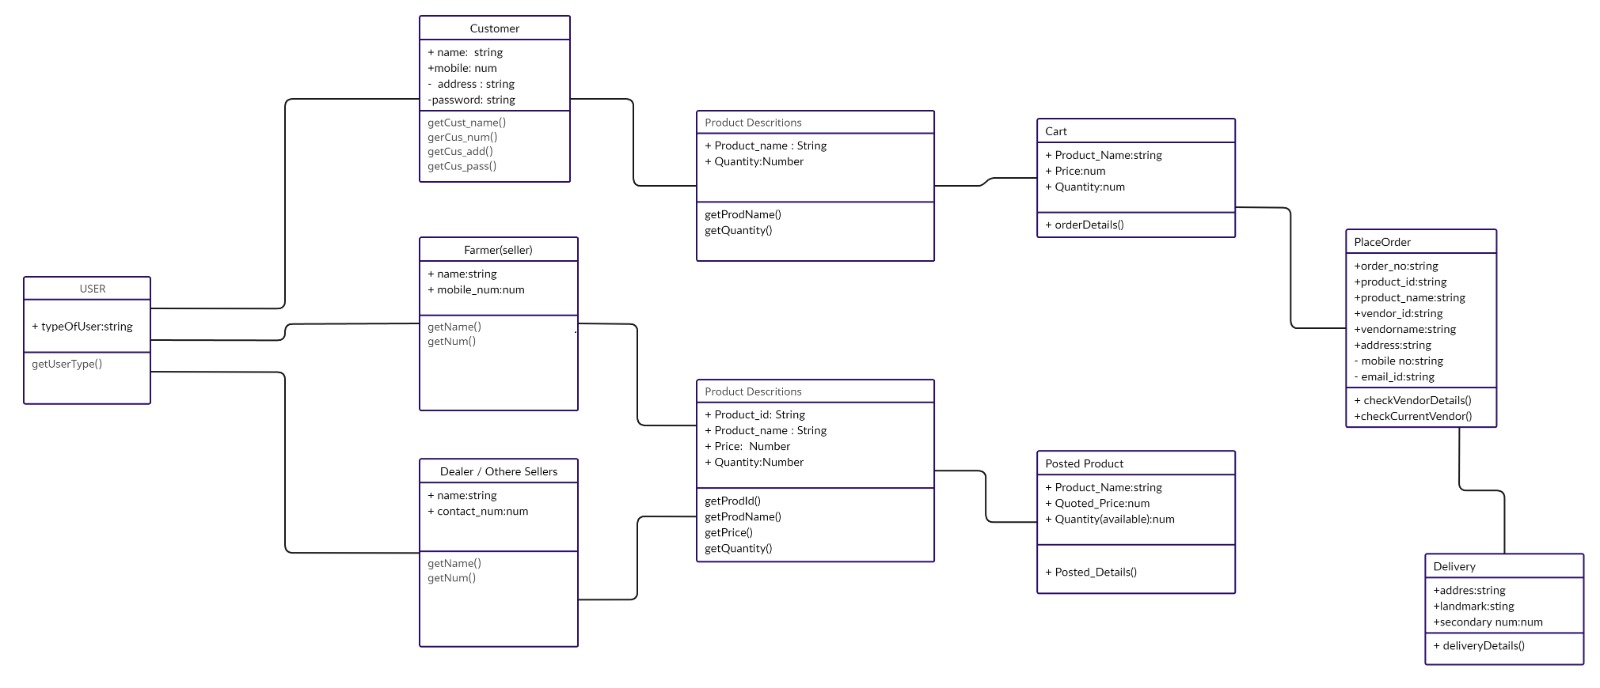 Customer
+ name:  string
+mobile: num
-  address : string
-password: string
getCust_name()
gerCus_num()
getCus_add()
getCus_pass()
Product Descritions
+ Product_name : String
+ Quantity:Number
getProdName()
getQuantity()
Cart
+ Product_Name:string
+ Price:num
+ Quantity:num
+ orderDetails()
Farmer(seller)
+ name:string
+ mobile_num:num
getName()
getNum()
USER
+ typeOfUser:string
getUserType()
PlaceOrder
+order_no:string
+product_id:string
+product_name:string
+vendor_id:string
+vendorname:string
+address:string
- mobile no:string
- email_id:string
+ checkVendorDetails()
+checkCurrentVendor()
Product Descritions
+ Product_id: String
+ Product_name : String
+ Price:  Number
+ Quantity:Number
getProdId()
getProdName()
getPrice()
getQuantity()
Dealer / Othere Sellers
+ name:string
+ contact_num:num
getName()
getNum()
Posted Product
+ Product_Name:string
+ Quoted_Price:num
+ Quantity(available):num
+ Posted_Details()
Delivery
+addres:string
+landmark:sting
+secondary num:num
+ deliveryDetails()